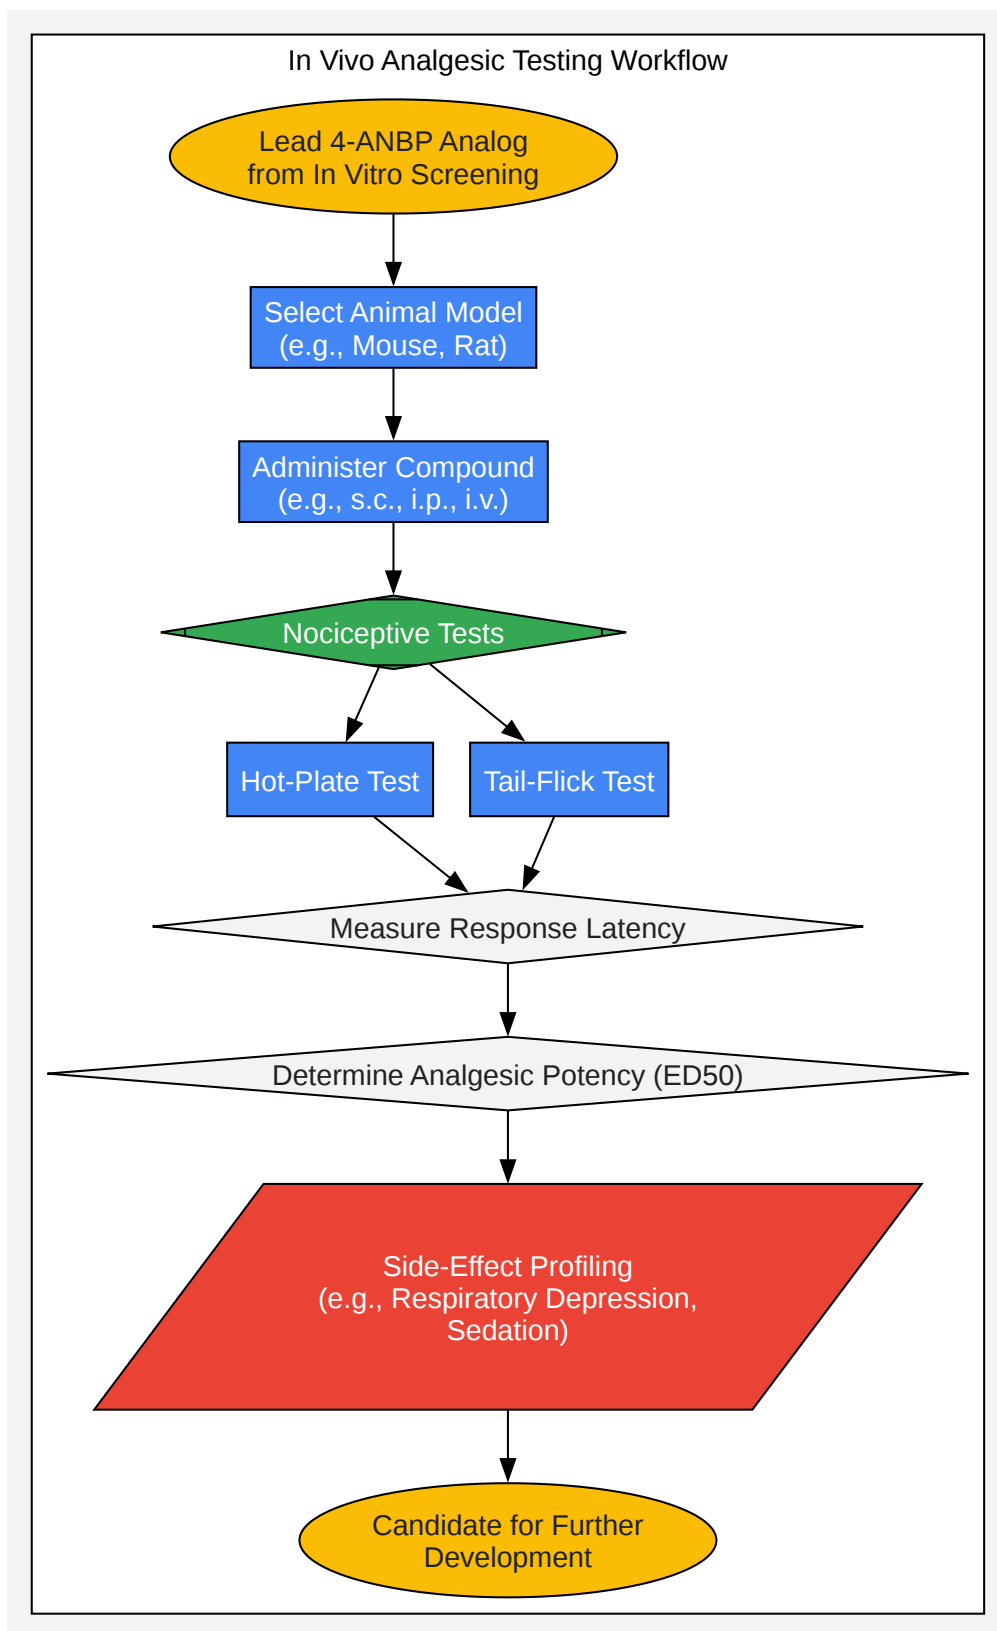 In Vivo Analgesic Testing Workflow
Lead 4-ANBP Analog
from In Vitro Screening
Select Animal Model
(e.g., Mouse, Rat)
Administer Compound
(e.g., s.c., i.p., i.v.)
Nociceptive Tests
Hot-Plate Test
Tail-Flick Test
Measure Response Latency
Determine Analgesic Potency (ED50)
Side-Effect Profiling
(e.g., Respiratory Depression,
Sedation)
Candidate for Further
Development